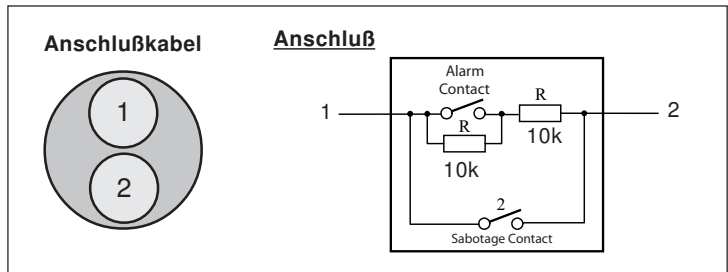 Anschlußkabel
Anschluß
1
2
Alarm
Contact
1
R
10k
R
10k
2
2
Sabotage Contact